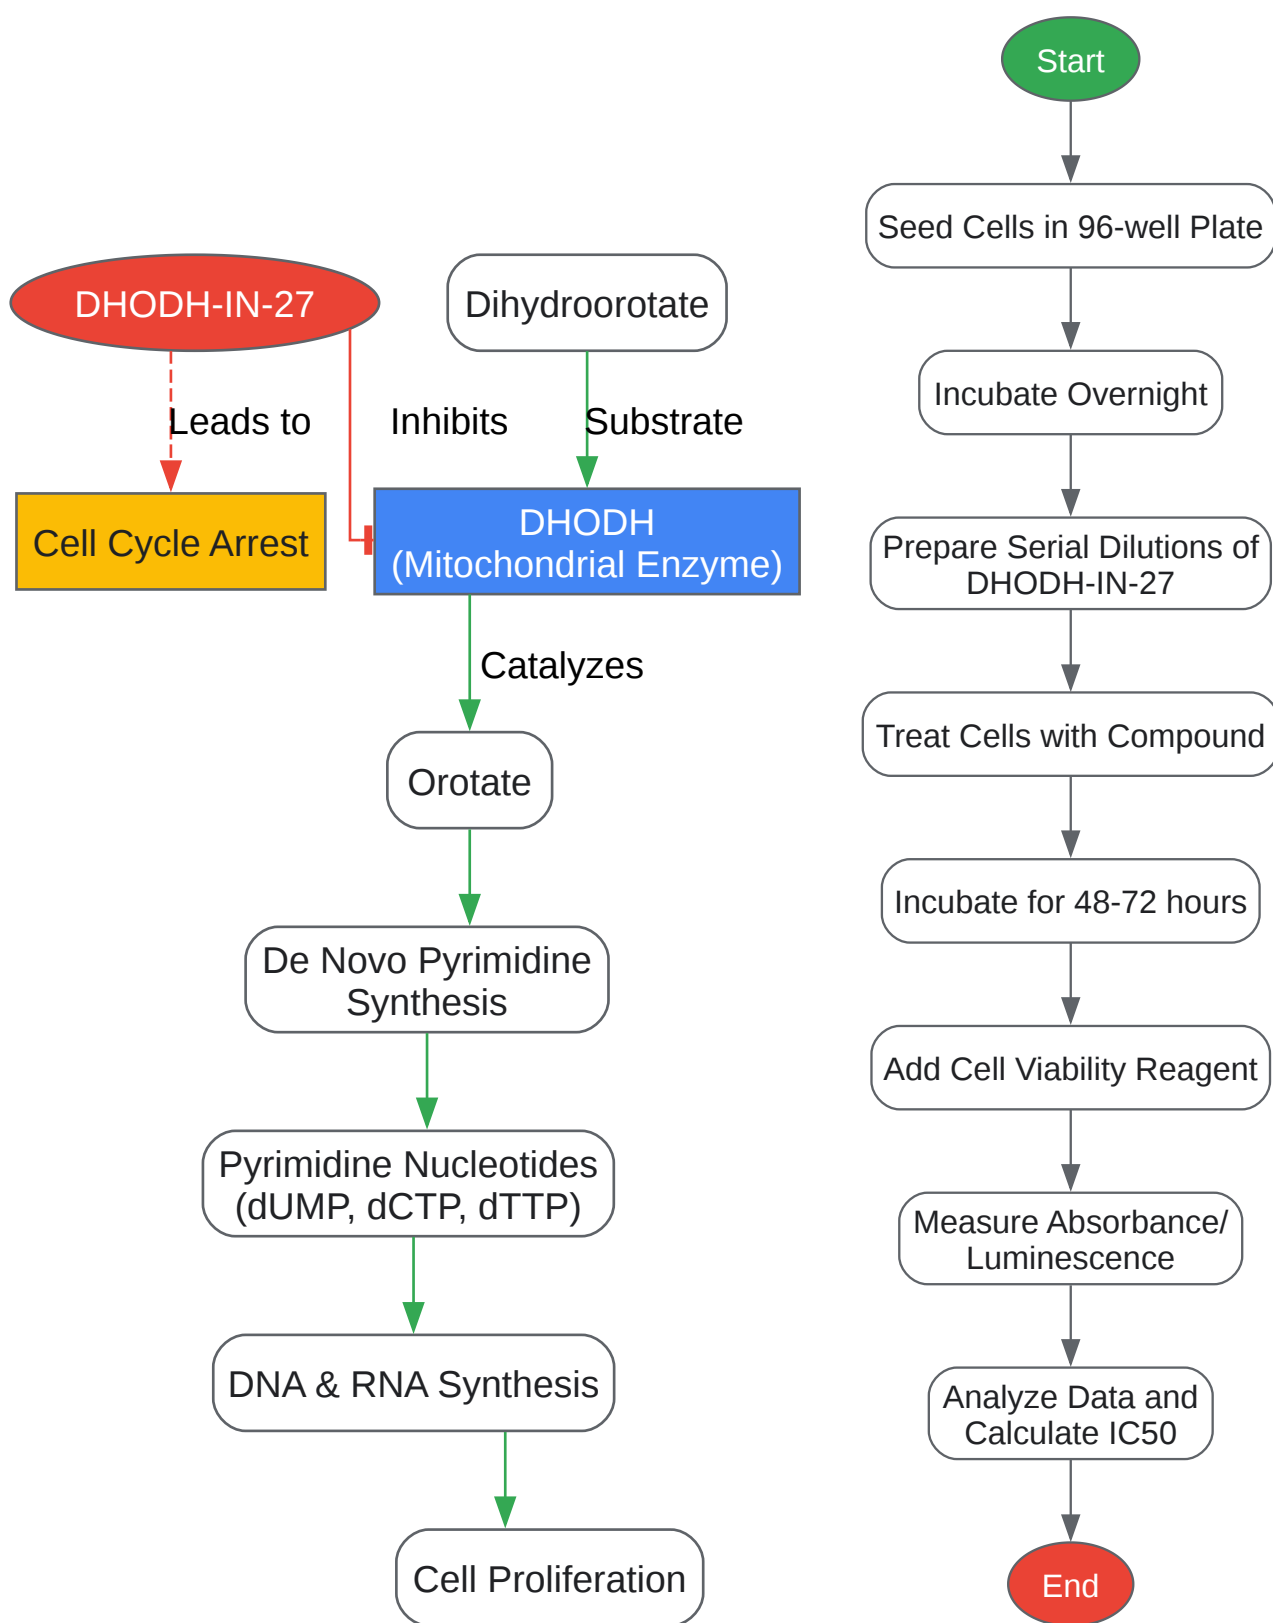 DHODH-IN-27
Dihydroorotate
Leads to
Inhibits
Substrate
Cell Cycle Arrest
DHODH
(Mitochondrial Enzyme)
Catalyzes
Orotate
De Novo Pyrimidine
Synthesis
Pyrimidine Nucleotides
(dUMP, dCTP, dTTP)
DNA & RNA Synthesis
Cell Proliferation
Start
Seed Cells in 96-well Plate
Incubate Overnight
Prepare Serial Dilutions of
DHODH-IN-27
Treat Cells with Compound
Incubate for 48-72 hours
Add Cell Viability Reagent
Measure Absorbance/
Luminescence
Analyze Data and
Calculate IC50
End